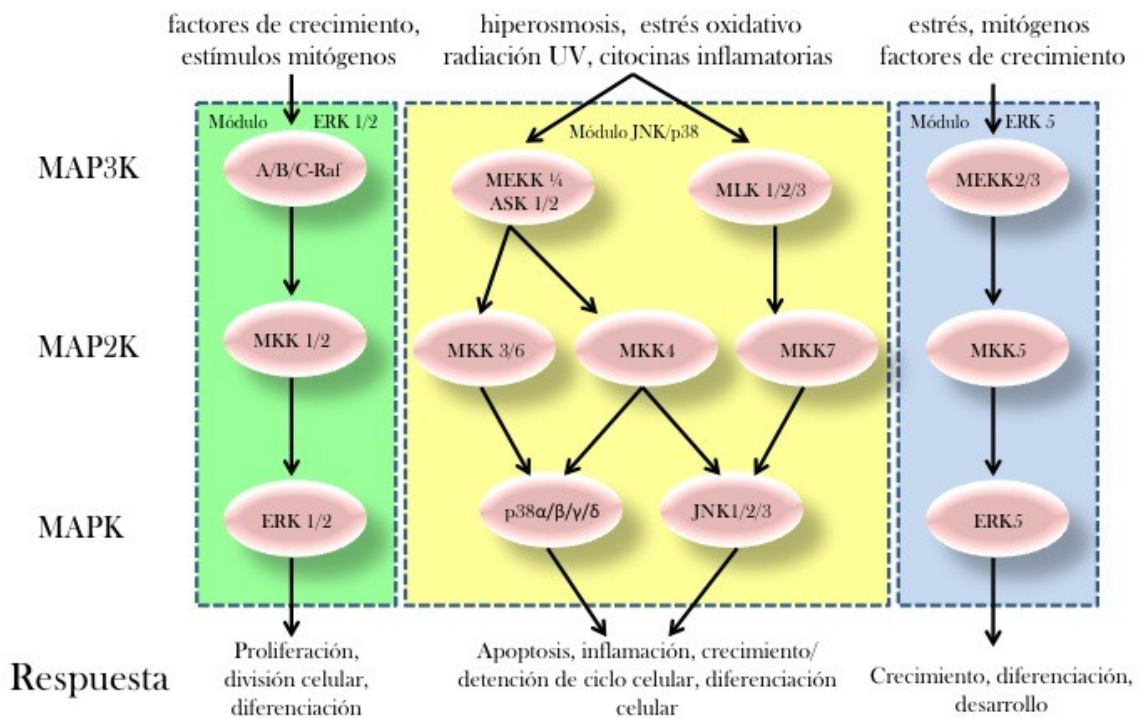 factores de crecimiento,
estímulos mitógenos
hiperosmosis, estrés oxidativo
radiación UV, citocinas inflamatorias
estrés, mitógenos
factores de crecimiento
Módulo ERK 1/2
Módulo JNK/p38
Módulo ERK 5
MAP3K
A/B/C-Raf
MEKK ¼
ASK 1/2
MLK 1/2/3
MEKK2/3
MAP2K
MKK 1/2
MKK 3/6
MKK4
MKK7
MKK5
MAPK
ERK 1/2
p38α/β/γ/δ
JNK1/2/3
ERK5
Respuesta
Proliferación,
división celular,
diferenciación
Apoptosis, inflamación, crecimiento/
detención de ciclo celular, diferenciación
celular
Crecimiento, diferenciación,
desarrollo